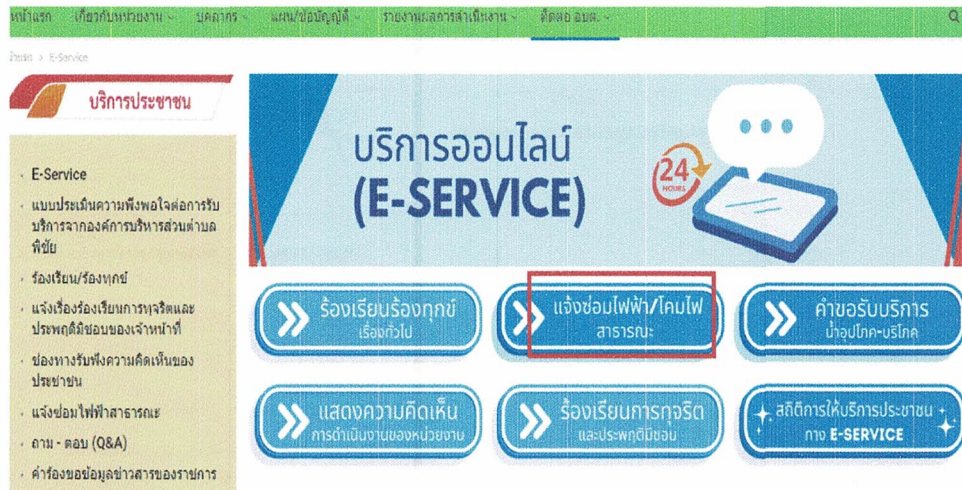 หน้าแรก เกี่ยวกับหน่วยงาน บุคลากร แผน/ข้อบัญญัติ รายงานผลการดำเนินงาน ติดต่อ อบต.
หน้าแรก > E-Service
บริการประชาชน
E-Service
แบบประเมินความพึงพอใจต่อการรับ
บริการจากองค์การบริหารส่วนตำบล
พิชัย
ร้องเรียน/ร้องทุกข์
แจ้งเรื่องร้องเรียนการทุจริตและ
ประพฤติมิชอบของเจ้าหน้าที่
ช่องทางรับฟังความคิดเห็นของ
ประชาชน
แจ้งซ่อมไฟฟ้าสาธารณะ
ถาม - ตอบ (Q&A)
คำร้องขอข้อมูลข่าวสารของราชการ
บริการออนไลน์
(E-SERVICE)
24
HOURS
ร้องเรียนร้องทุกข์
เรื่องทั่วไป
แจ้งซ่อมไฟฟ้า/โคมไฟ
สาธารณะ
คำขอรับบริการ
น้ำอุปโภค-บริโภค
แสดงความคิดเห็น
การดำเนินงานของหน่วยงาน
ร้องเรียนการทุจริต
และประพฤติมิชอบ
สถิติการให้บริการประชาชน
ทาง E-SERVICE